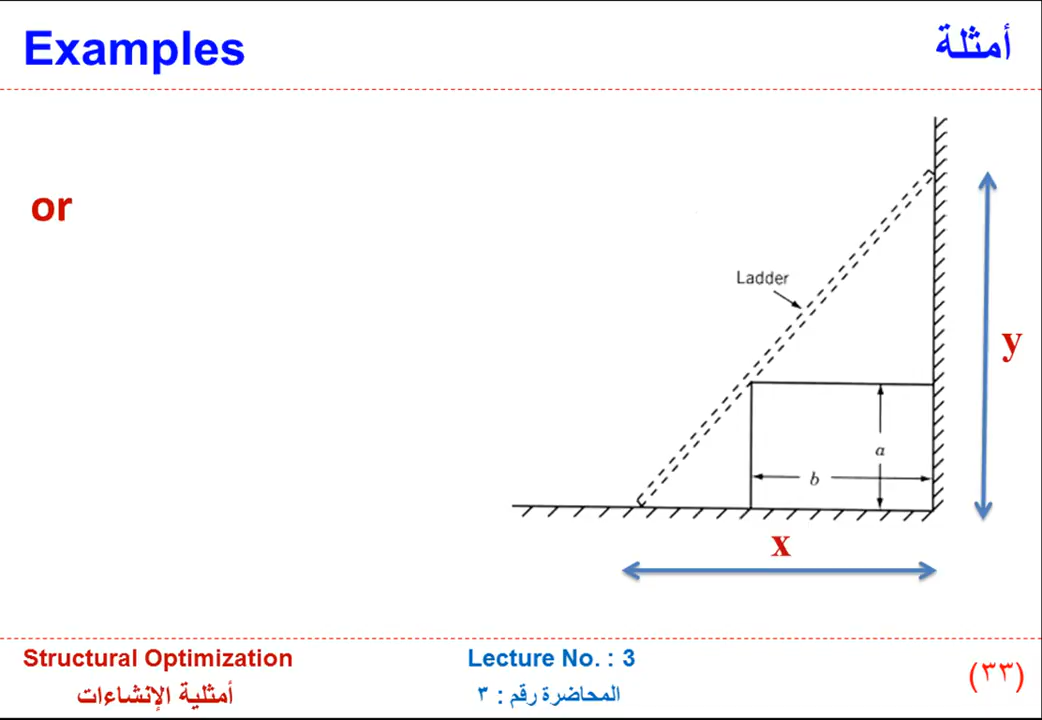 Examples
أمثلة
or
Ladder
y
a
b
x
Structural Optimization
أمثلية الإنشاءات
Lecture No. : 3
المحاضرة رقم : ٣
(٣٣)